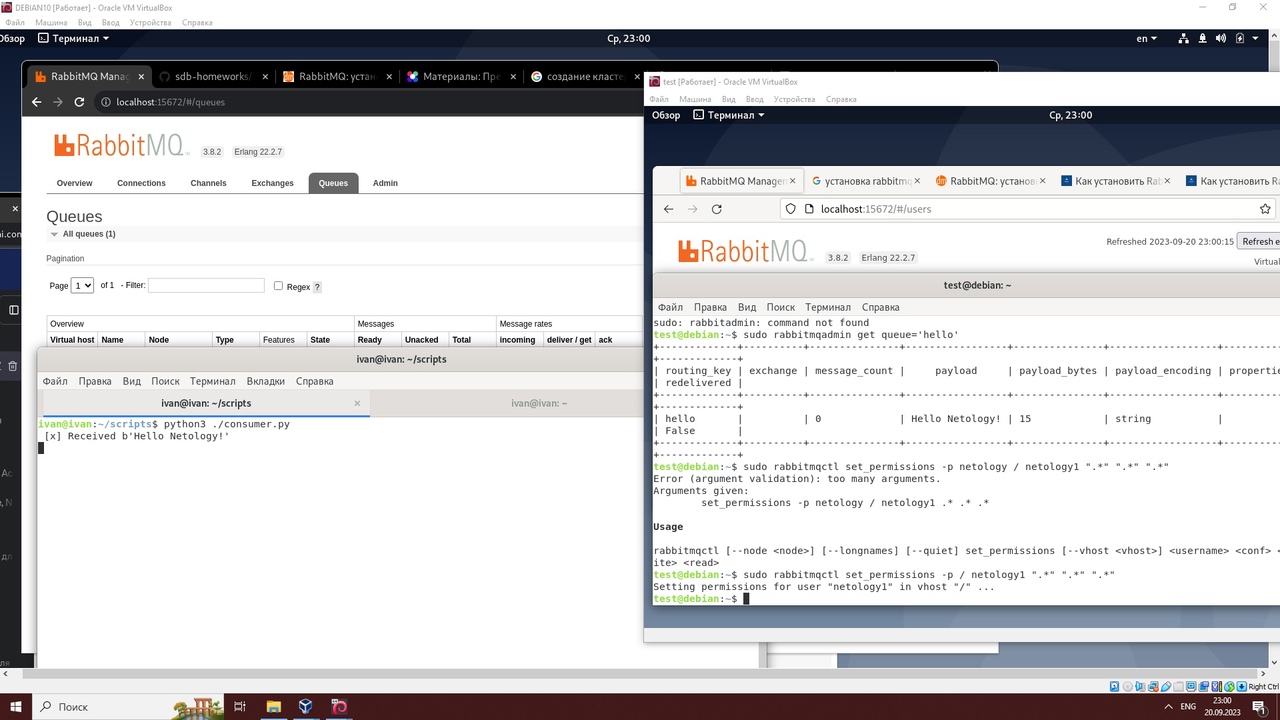 DEBIAN10 [Работает] - Oracle VM VirtualBox
Файл Машина Вид Ввод Устройства Справка
Обзор Терминал Ср, 23:00 en
RabbitMQ Manag sdb-homeworks/ RabbitMQ: устан Материалы: Пре создание класте
localhost:15672/#/queues
RabbitMQ 3.8.2 Erlang 22.2.7
Overview Connections Channels Exchanges Queues Admin
Queues
All queues (1)
Pagination
Page 1 of 1 - Filter: Regex ?
Overview Messages Message rates
Virtual host Name Node Type Features State Ready Unacked Total incoming deliver / get ack
ivan@ivan: ~/scripts
Файл Правка Вид Поиск Терминал Вкладки Справка
ivan@ivan: ~/scripts ivan@ivan: ~
ivan@ivan:~/scripts$ python3 ./consumer.py
[x] Received b'Hello Netology!'
test [Работает] - Oracle VM VirtualBox
Файл Машина Вид Ввод Устройства Справка
Обзор Терминал Ср, 23:00
RabbitMQ Managem установка rabbitmq RabbitMQ: установ Как установить Rab Как установить R
localhost:15672/#/users
Refreshed 2023-09-20 23:00:15 Refresh e
RabbitMQ 3.8.2 Erlang 22.2.7
Virtual
test@debian: ~
Файл Правка Вид Поиск Терминал Справка
sudo: rabbitadmin: command not found
test@debian:~$ sudo rabbitmqadmin get queue='hello'
+-------------+----------+---------------+-----------------+---------------+------------------+---------
+-------------+
| routing_key | exchange | message_count | payload | payload_bytes | payload_encoding | propertie
| redelivered |
+-------------+----------+---------------+-----------------+---------------+------------------+---------
+-------------+
| hello | | 0 | Hello Netology! | 15 | string |
| False |
+-------------+----------+---------------+-----------------+---------------+------------------+---------
+-------------+
test@debian:~$ sudo rabbitmqctl set_permissions -p netology / netology1 ".*" ".*" ".*"
Error (argument validation): too many arguments.
Arguments given:
set_permissions -p netology / netology1 .* .* .*
Usage
rabbitmqctl [--node <node>] [--longnames] [--quiet] set_permissions [--vhost <vhost>] <username> <conf> <
ite> <read>
test@debian:~$ sudo rabbitmqctl set_permissions -p / netology1 ".*" ".*" ".*"
Setting permissions for user "netology1" in vhost "/" ...
test@debian:~$
Right Ctrl
Поиск
ENG
23:00
20.09.2023